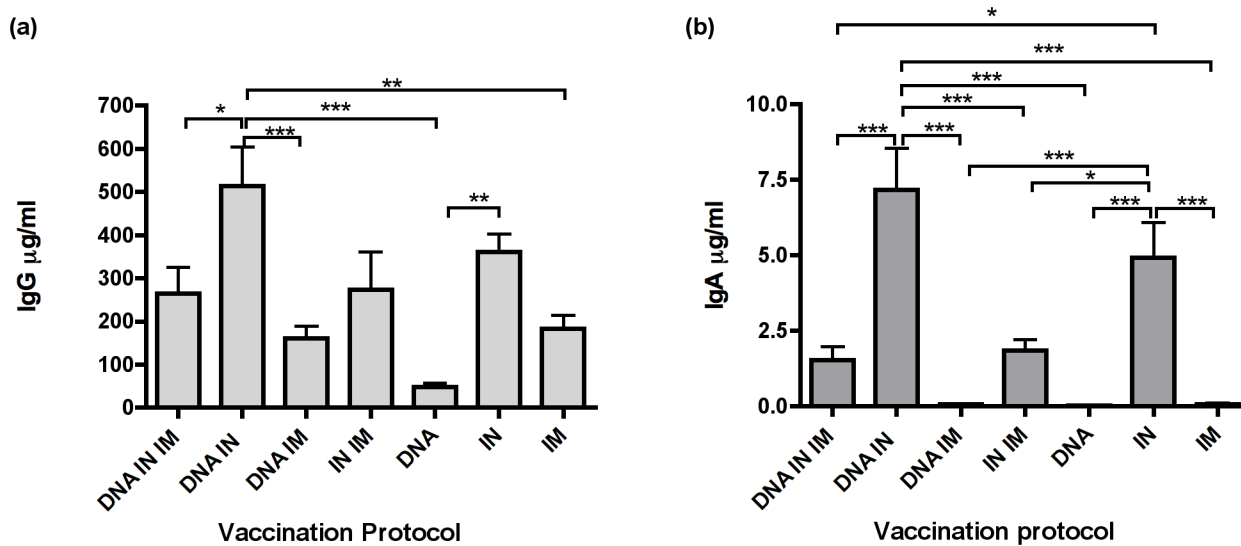 (a)
**
*
***
***
**
700
600
500
400
300
200
100
0
IgG μg/ml
DNA IN IM
DNA IN
DNA IM
IN IM
DNA
IN
IM
Vaccination Protocol
(b)
*
***
***
***
***
***
***
*
***
***
10.0
7.5
5.0
2.5
0.0
IgA μg/ml
DNA IN IM
DNA IN
DNA IM
IN IM
DNA
IN
IM
Vaccination protocol